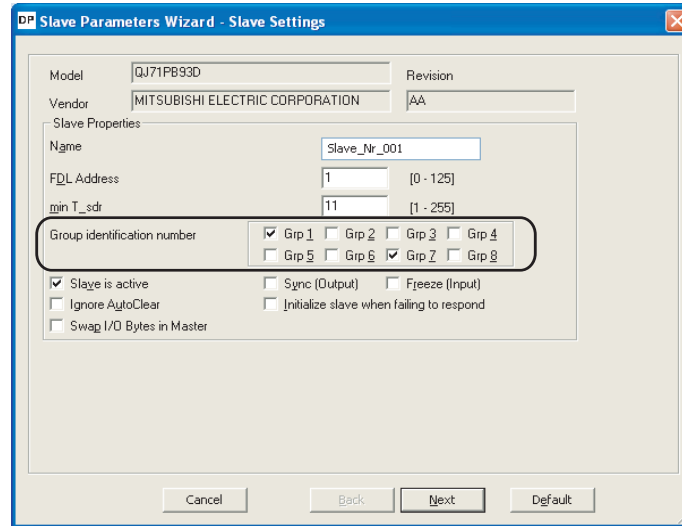 DP Slave Parameters Wizard - Slave Settings
Model QJ71PB93D Revision
Vendor MITSUBISHI ELECTRIC CORPORATION AA
Slave Properties
Name Slave_Nr_001
FDL Address 1 [0 - 125]
min T_sdr 11 [1 - 255]
Group identification number Grp 1 Grp 2 Grp 3 Grp 4
Grp 5 Grp 6 Grp 7 Grp 8
Slave is active Sync (Output) Freeze (Input)
Ignore AutoClear Initialize slave when failing to respond
Swap I/O Bytes in Master
Cancel Back Next Default